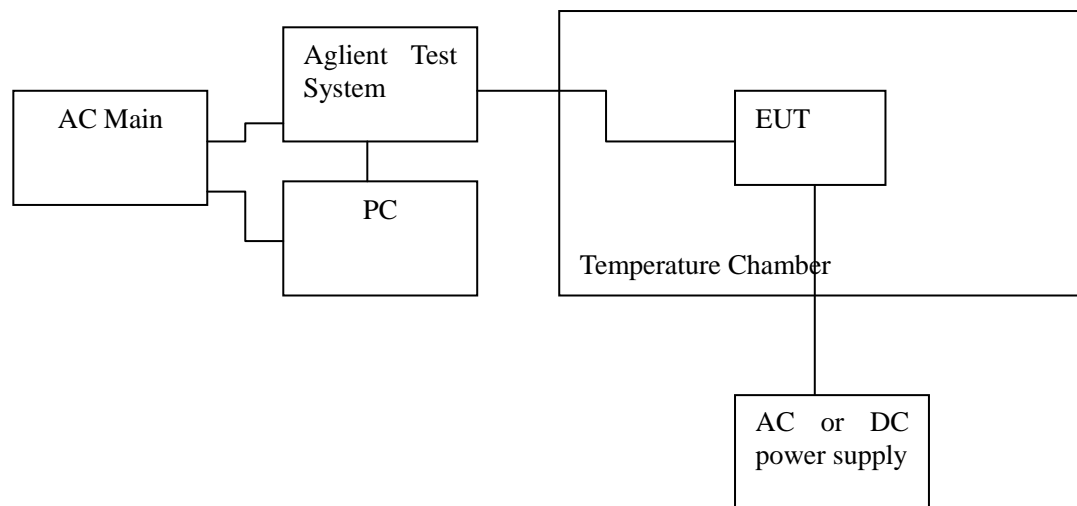 Aglient Test
System
AC Main
EUT
PC
Temperature Chamber
AC or DC
power supply